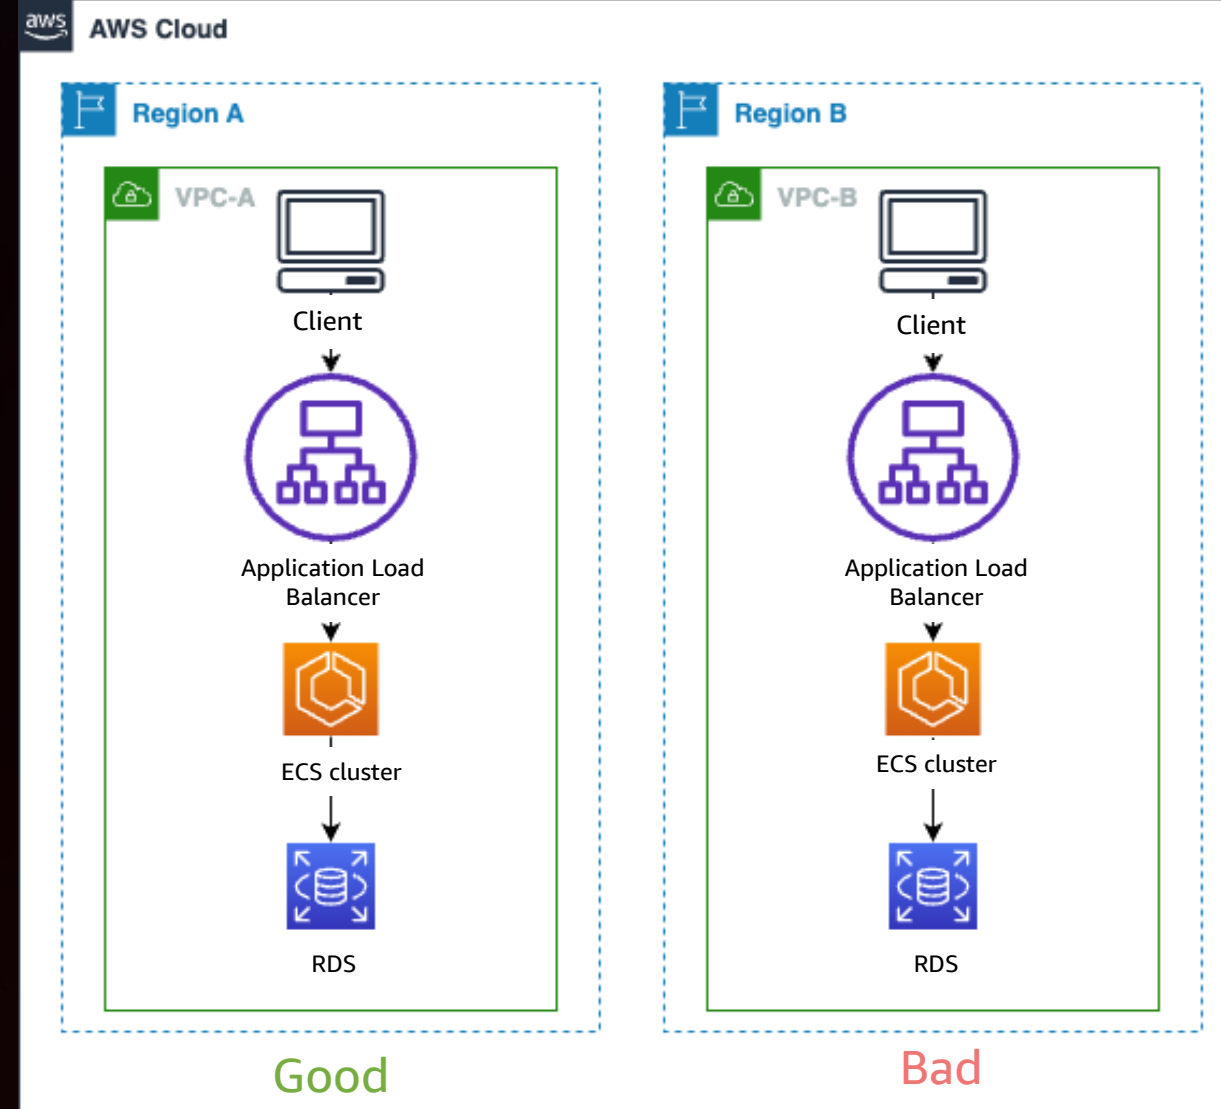 aws
AWS Cloud
Region A
VPC-A
Client
Application Load
Balancer
ECS cluster
RDS
Good
Region B
VPC-B
Client
Application Load
Balancer
ECS cluster
RDS
Bad